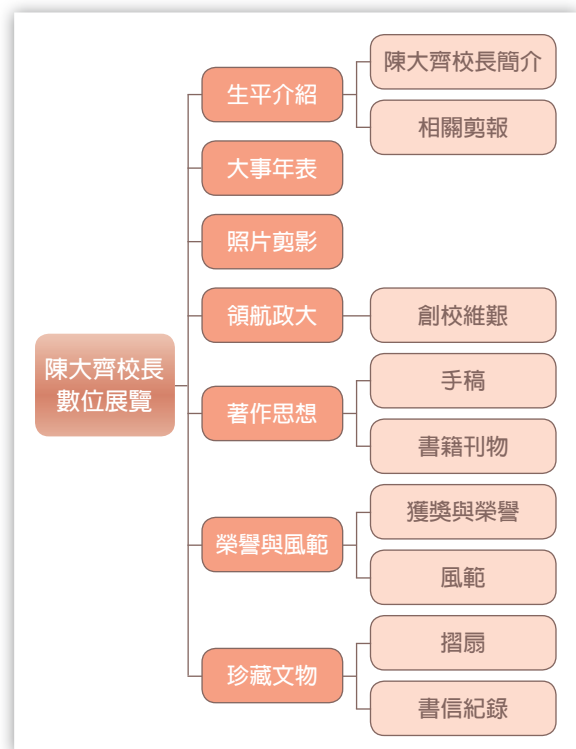 陳大齊校長
數位展覽
生平介紹
陳大齊校長簡介
相關剪報
大事年表
照片剪影
領航政大
創校維艱
著作思想
手稿
書籍刊物
榮譽與風範
獲獎與榮譽
風範
珍藏文物
摺扇
書信紀錄